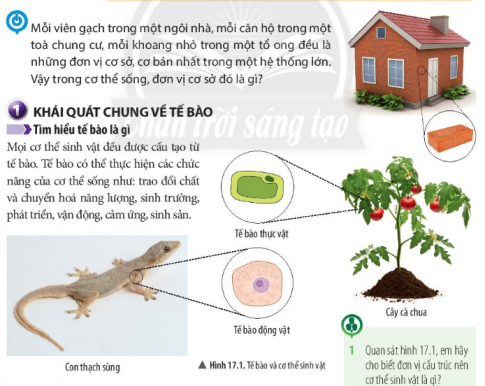 Mỗi viên gạch trong một ngôi nhà, mỗi căn hộ trong một
toà chung cư, mỗi khoang nhỏ trong một tổ ong đều là
những đơn vị cơ sở, cơ bản nhất trong một hệ thống lớn.
Vậy trong cơ thể sống, đơn vị cơ sở đó là gì?
1 KHÁI QUÁT CHUNG VỀ TẾ BÀO
Tìm hiểu tế bào là gì
Mọi cơ thể sinh vật đều được cấu tạo từ
tế bào. Tế bào có thể thực hiện các chức
năng của cơ thể sống như: trao đổi chất
và chuyển hoá năng lượng, sinh trưởng,
phát triển, vận động, cảm ứng, sinh sản.
trời sáng tạo
Tế bào thực vật
Tế bào động vật
Cây cà chua
Con thạch sùng
▲ Hình 17.1. Tế bào và cơ thể sinh vật
1 Quan sát hình 17.1, em hãy
cho biết đơn vị cấu trúc nên
cơ thể sinh vật là gì?